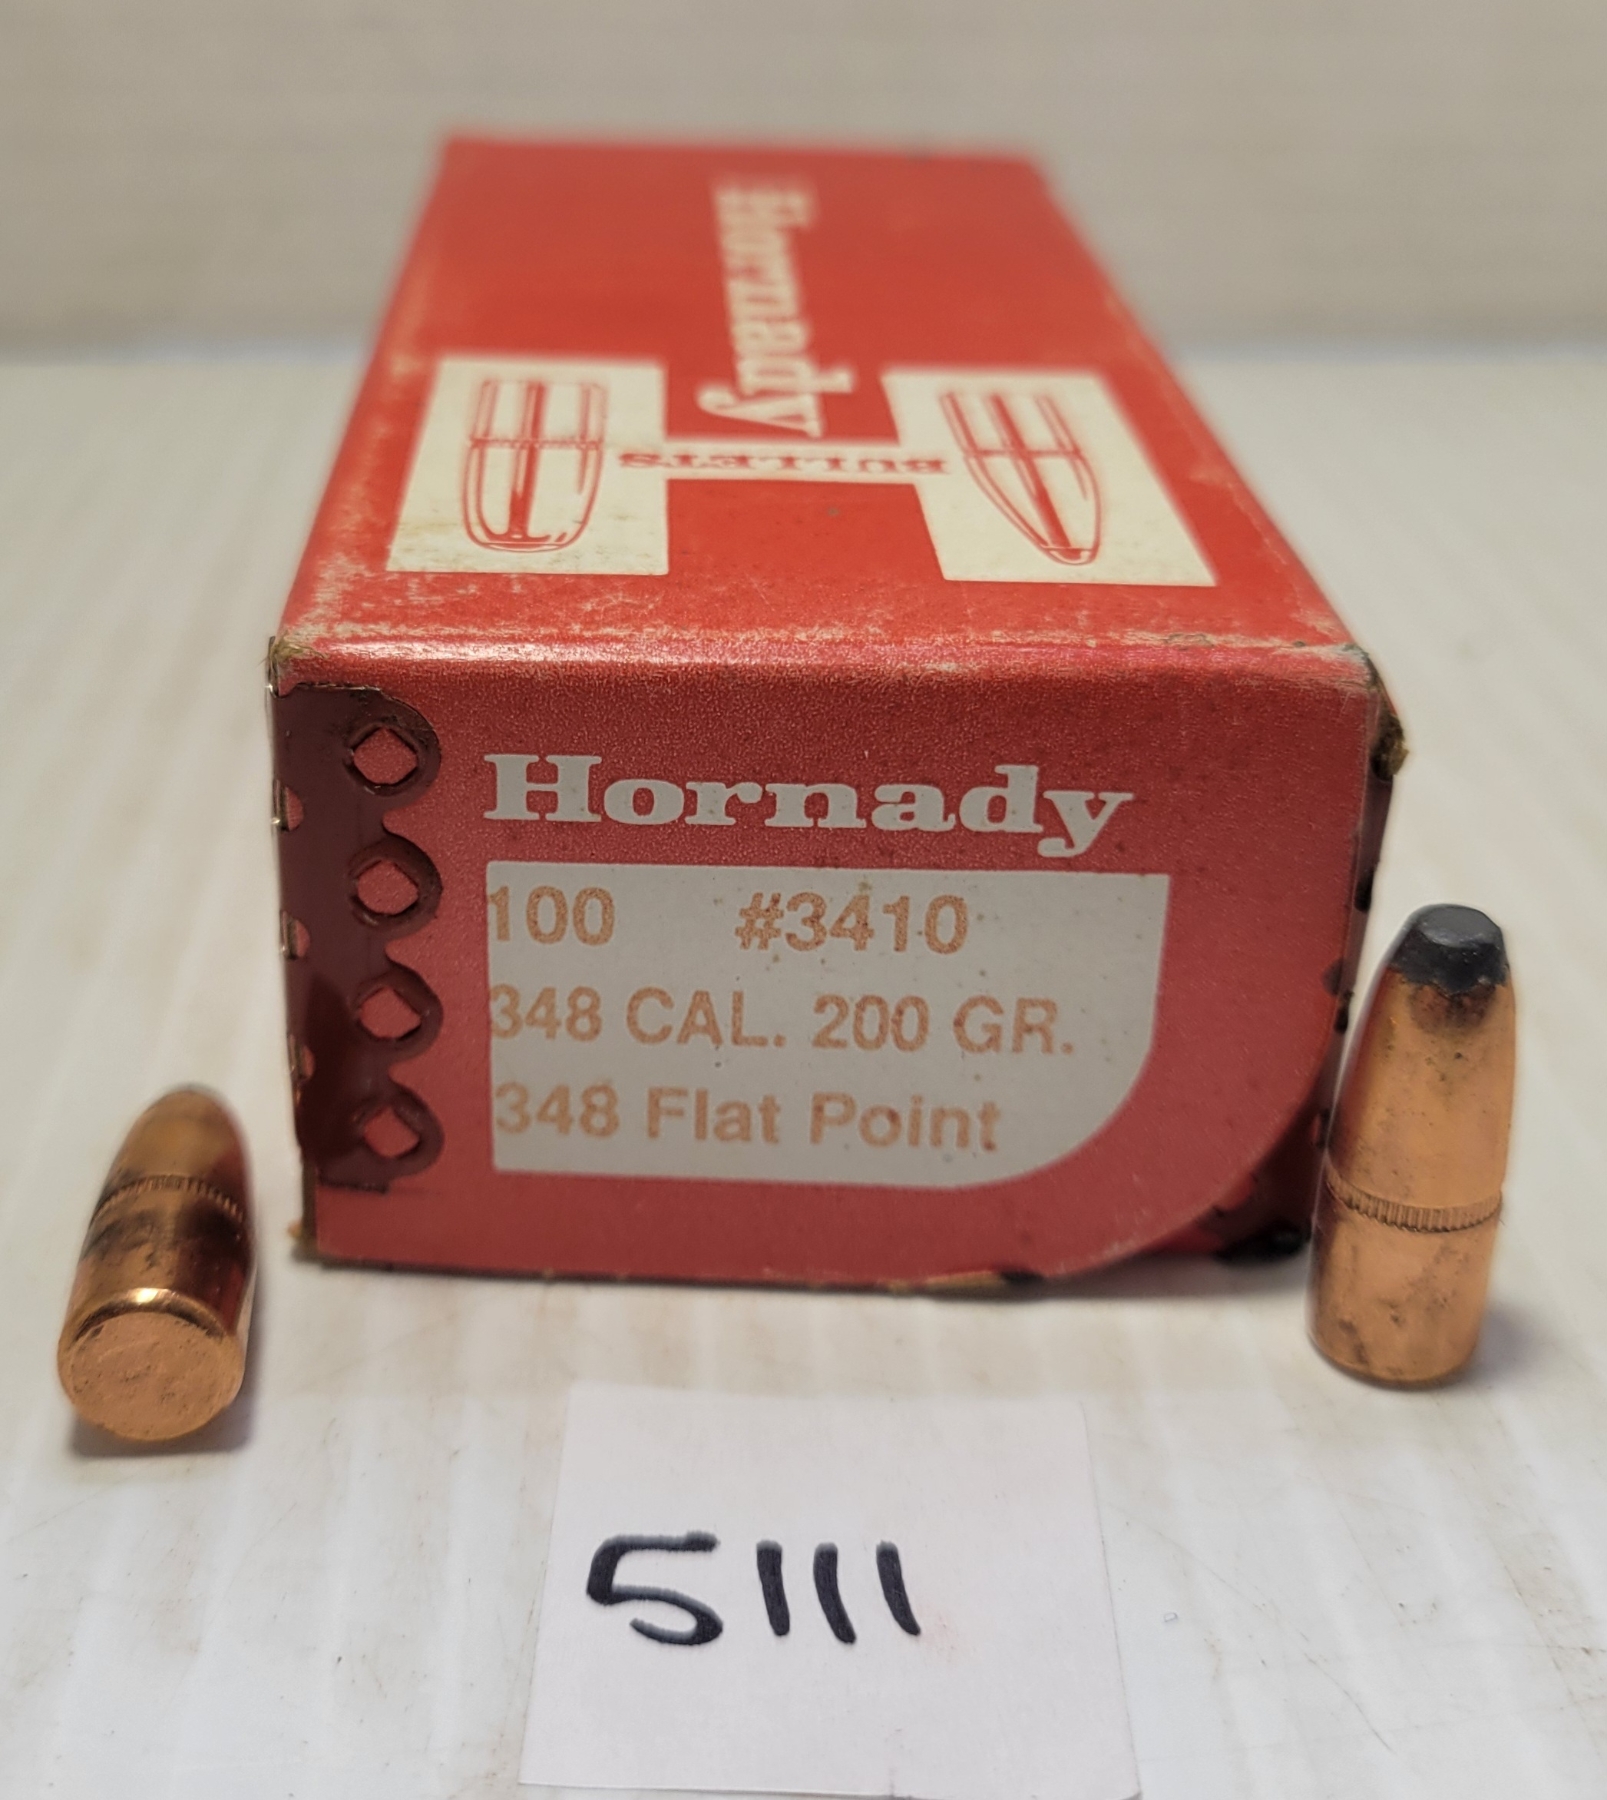 Hornady
BULLETS
Hornady
100 #3410
348 CAL. 200 GR.
348 Flat Point
5111